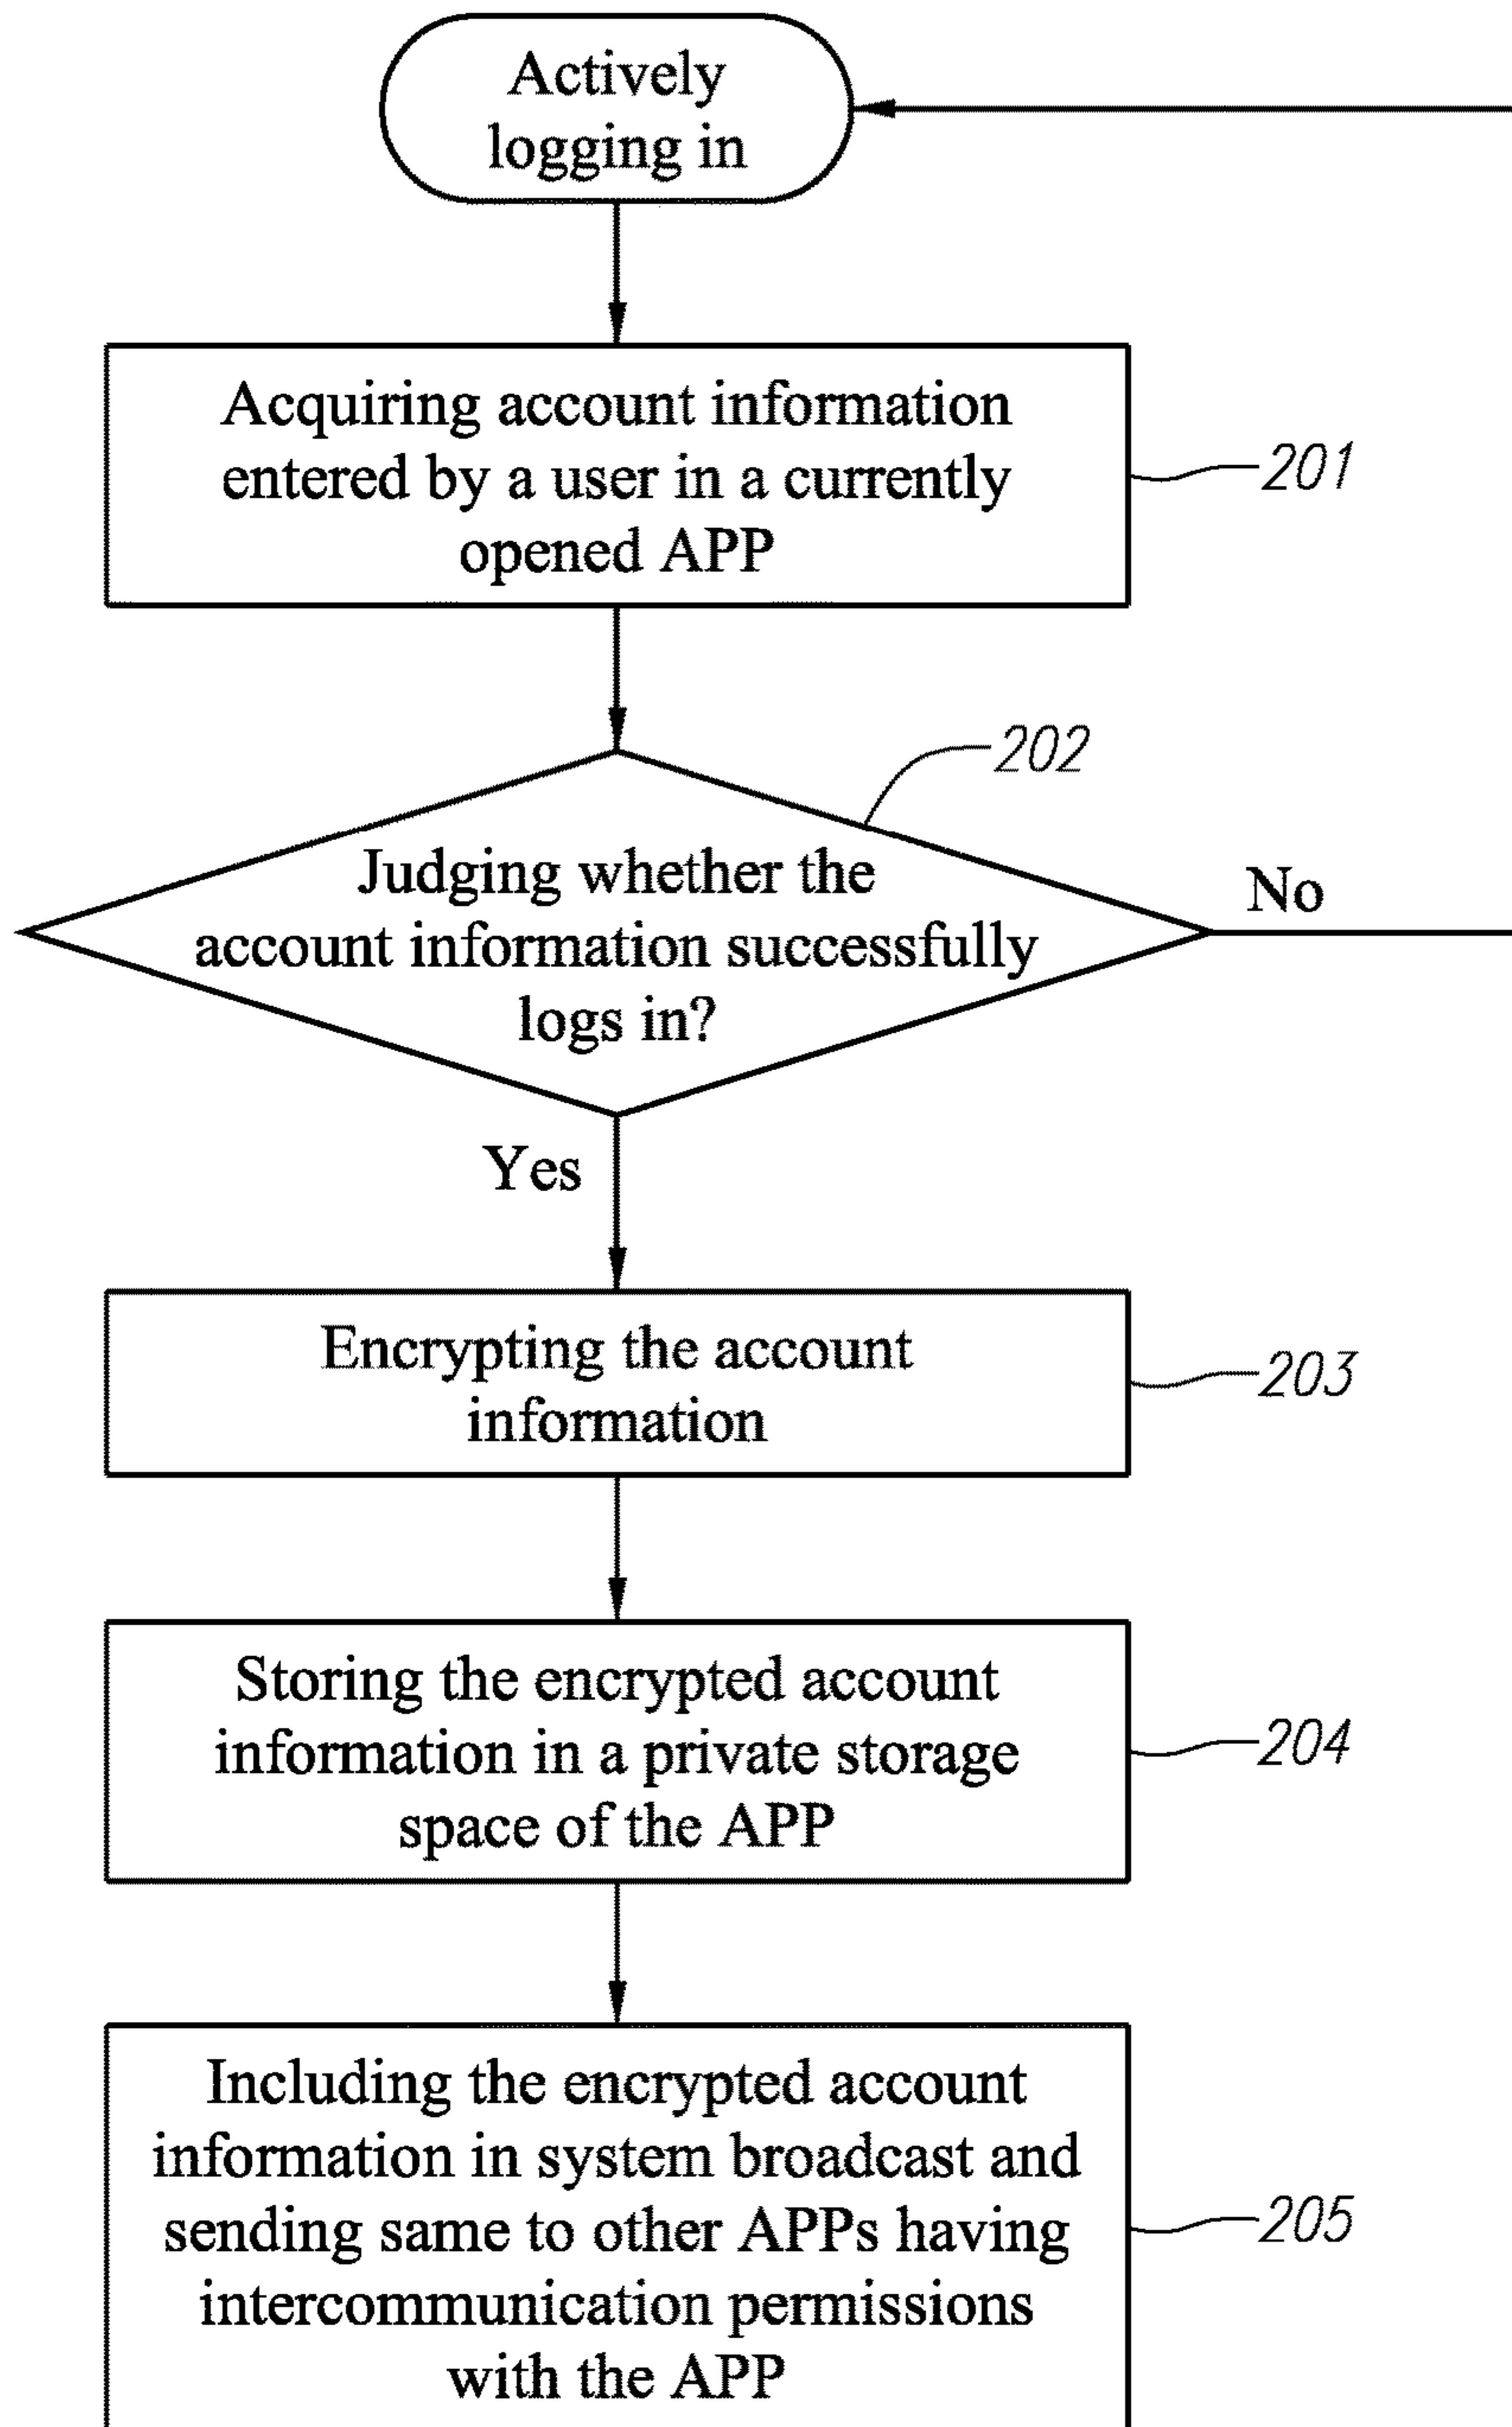 Actively
logging in
Acquiring account information
entered by a user in a currently
opened APP
201
202
Judging whether the
account information successfully
logs in?
No
Yes
Encrypting the account
information
203
Storing the encrypted account
information in a private storage
space of the APP
204
Including the encrypted account
information in system broadcast and
sending same to other APPs having
intercommunication permissions
with the APP
205